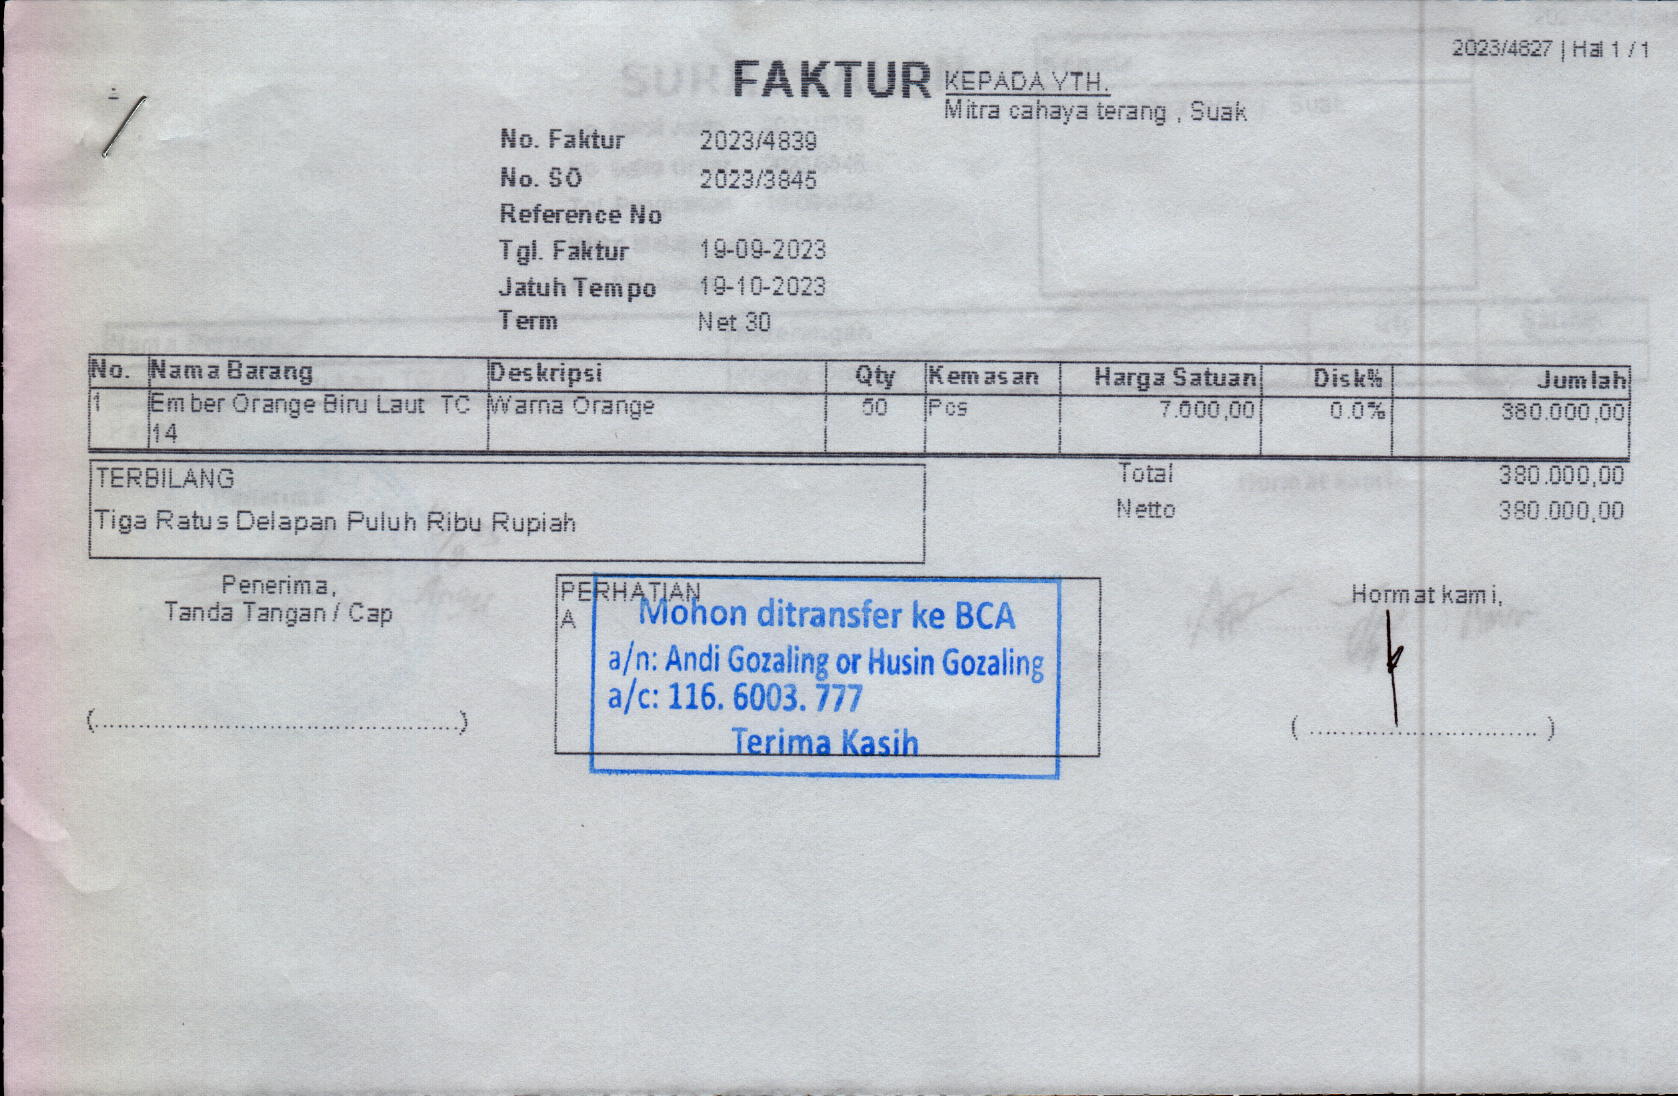 2023/4827 | Hal 1 / 1
FAKTUR
KEPADA YTH.
Mitra cahaya terang , Suak
No. Faktur 2023/4839
No. SO 2023/3845
Reference No
Tgl. Faktur 19-09-2023
Jatuh Tempo 19-10-2023
Term Net 30
No. Nama Barang Deskripsi Qty Kemasan Harga Satuan Disk% Jumlah
1 Ember Orange Biru Laut TC Warna Orange 50 Pcs 7.600,00 0.0% 380.000,00
14
TERBILANG
Tiga Ratus Delapan Puluh Ribu Rupiah
Total 380.000,00
Netto 380.000,00
Penerima,
Tanda Tangan / Cap
(................................................)
PERHATIAN
A
Mohon ditransfer ke BCA
a/n: Andi Gozaling or Husin Gozaling
a/c: 116. 6003. 777
Terima Kasih
Hormat kami,
( .............................. )